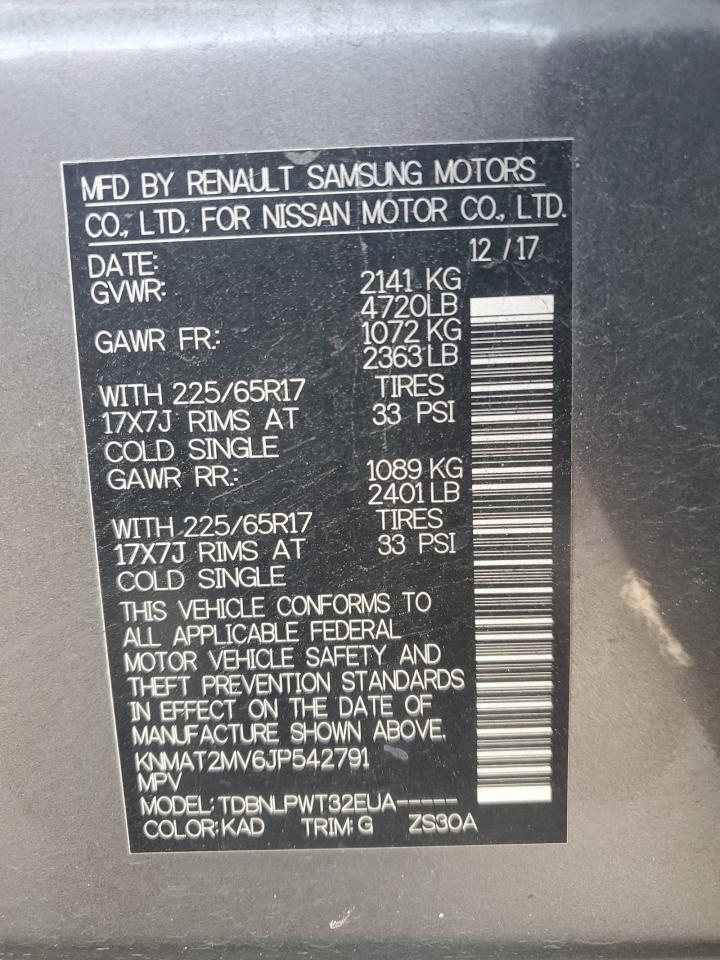 MFD BY RENAULT SAMSUNG MOTORS
CO., LTD. FOR NISSAN MOTOR CO., LTD.
DATE: 12 / 17
GVWR: 2141 KG
4720LB
GAWR FR.: 1072 KG
2363LB
WITH 225/65R17 TIRES
17X7J RIMS AT 33 PSI
COLD SINGLE
GAWR RR.: 1089 KG
2401LB
WITH 225/65R17 TIRES
17X7J RIMS AT 33 PSI
COLD SINGLE
THIS VEHICLE CONFORMS TO
ALL APPLICABLE FEDERAL
MOTOR VEHICLE SAFETY AND
THEFT PREVENTION STANDARDS
IN EFFECT ON THE DATE OF
MANUFACTURE SHOWN ABOVE.
KNMAT2MV6JP542791
MPV
MODEL: TDBNLPWT32EUA-----
COLOR:KAD TRIM: G ZS30A